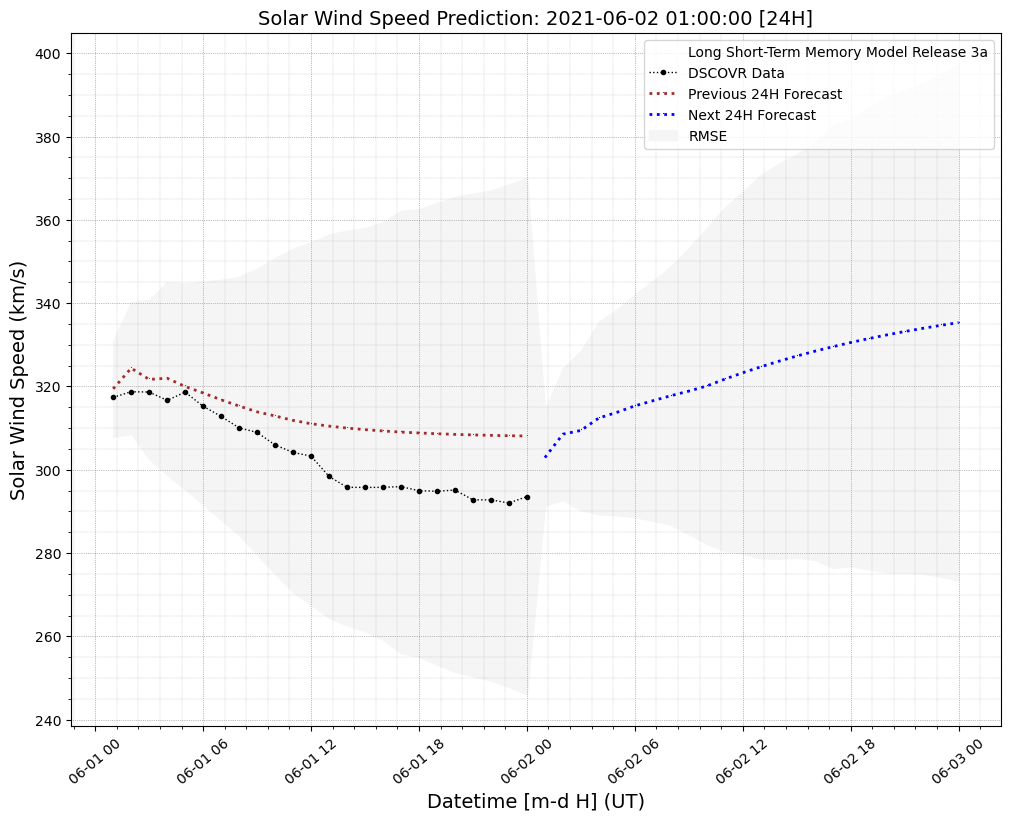 Solar Wind Speed Prediction: 2021-06-02 01:00:00 [24H]
Long Short-Term Memory Model Release 3a
DSCOVR Data
Previous 24H Forecast
Next 24H Forecast
RMSE
Solar Wind Speed (km/s)
400
380
360
340
320
300
280
260
240
06-01 00
06-01 06
06-01 12
06-01 18
06-02 00
06-02 06
06-02 12
06-02 18
06-03 00
Datetime [m-d H] (UT)